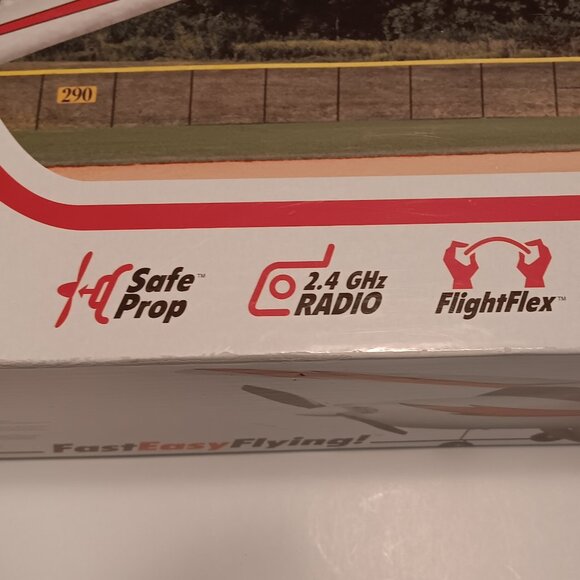 290
Safe™
Prop
2.4 GHz
RADIO
FlightFlex™
FastEasyFlying!